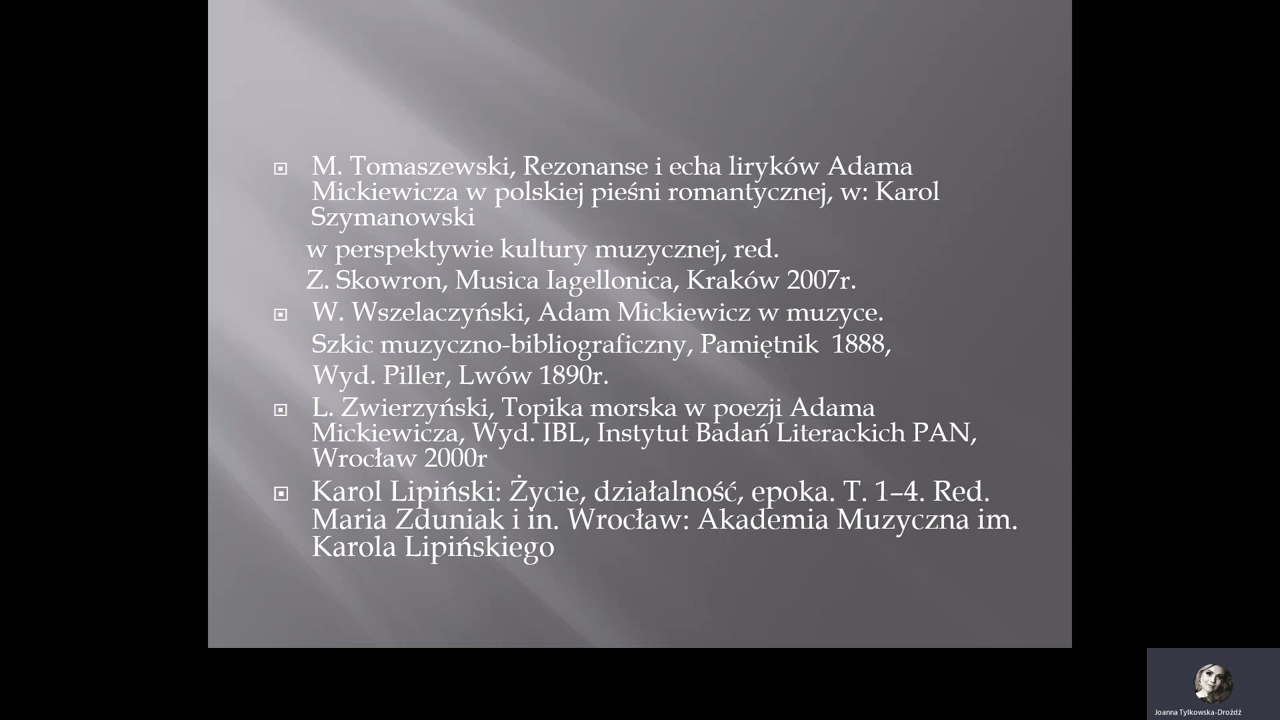 M. Tomaszewski, Rezonanse i echa liryków Adama
Mickiewicza w polskiej pieśni romantycznej, w: Karol
Szymanowski
w perspektywie kultury muzycznej, red.
Z. Skowron, Musica Iagellonica, Kraków 2007r.
W. Wszelaczyński, Adam Mickiewicz w muzyce.
Szkic muzyczno-bibliograficzny, Pamiętnik 1888,
Wyd. Piller, Lwów 1890r.
L. Zwierzyński, Topika morska w poezji Adama
Mickiewicza, Wyd. IBL, Instytut Badań Literackich PAN,
Wrocław 2000r
Karol Lipiński: Życie, działalność, epoka. T. 1–4. Red.
Maria Zduniak i in. Wrocław: Akademia Muzyczna im.
Karola Lipińskiego
Joanna Tylkowska-Drożdż